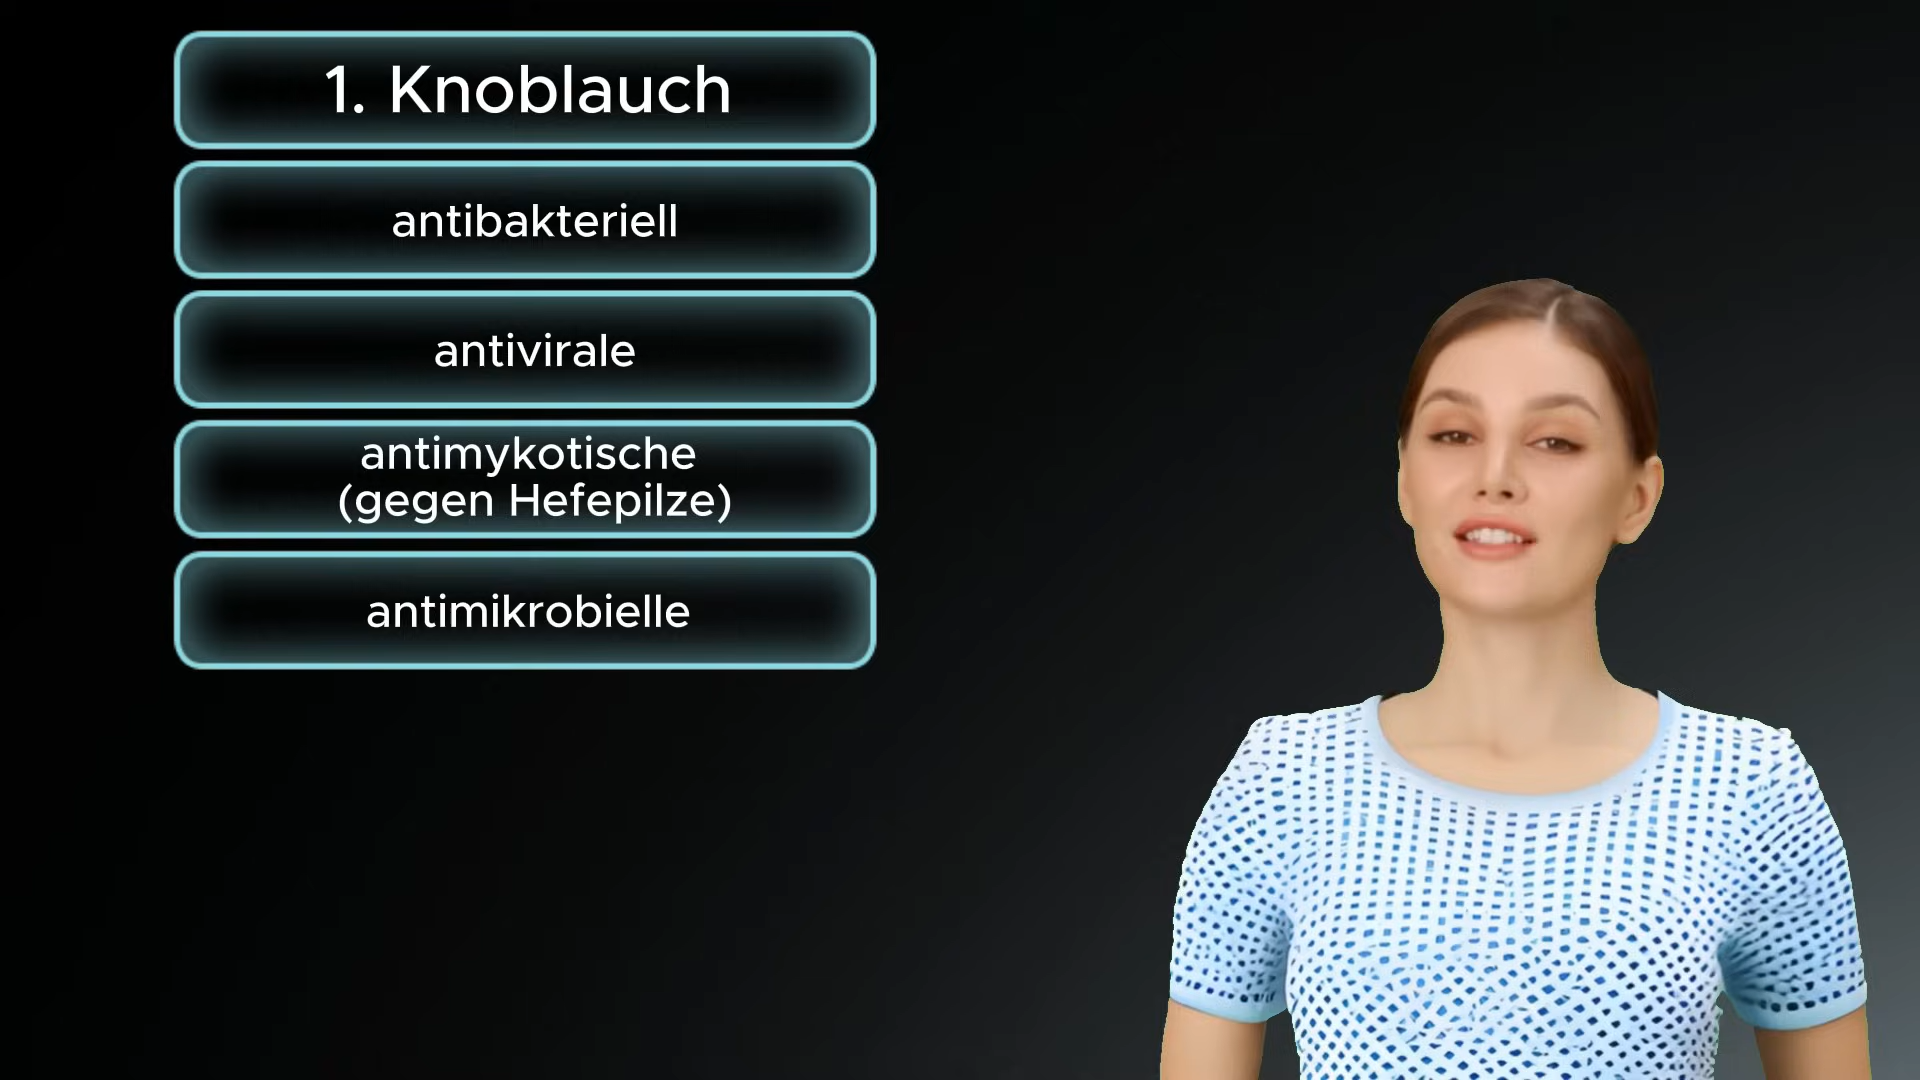 1. Knoblauch
antibakteriell
antivirale
antimykotische
(gegen Hefepilze)
antimikrobielle